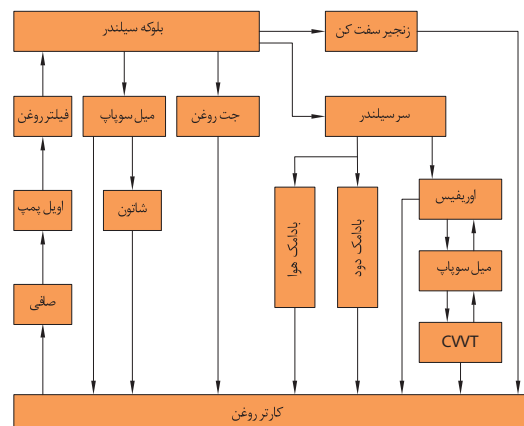 بلوکه سیلندر
زنجیر سفت کن
فیلتر روغن
میل سوپاپ
جت روغن
سر سیلندر
اویل پمپ
شاتون
بادامک هوا
بادامک دود
اوریفیس
میل سوپاپ
صافی
CVVT
کارتر روغن